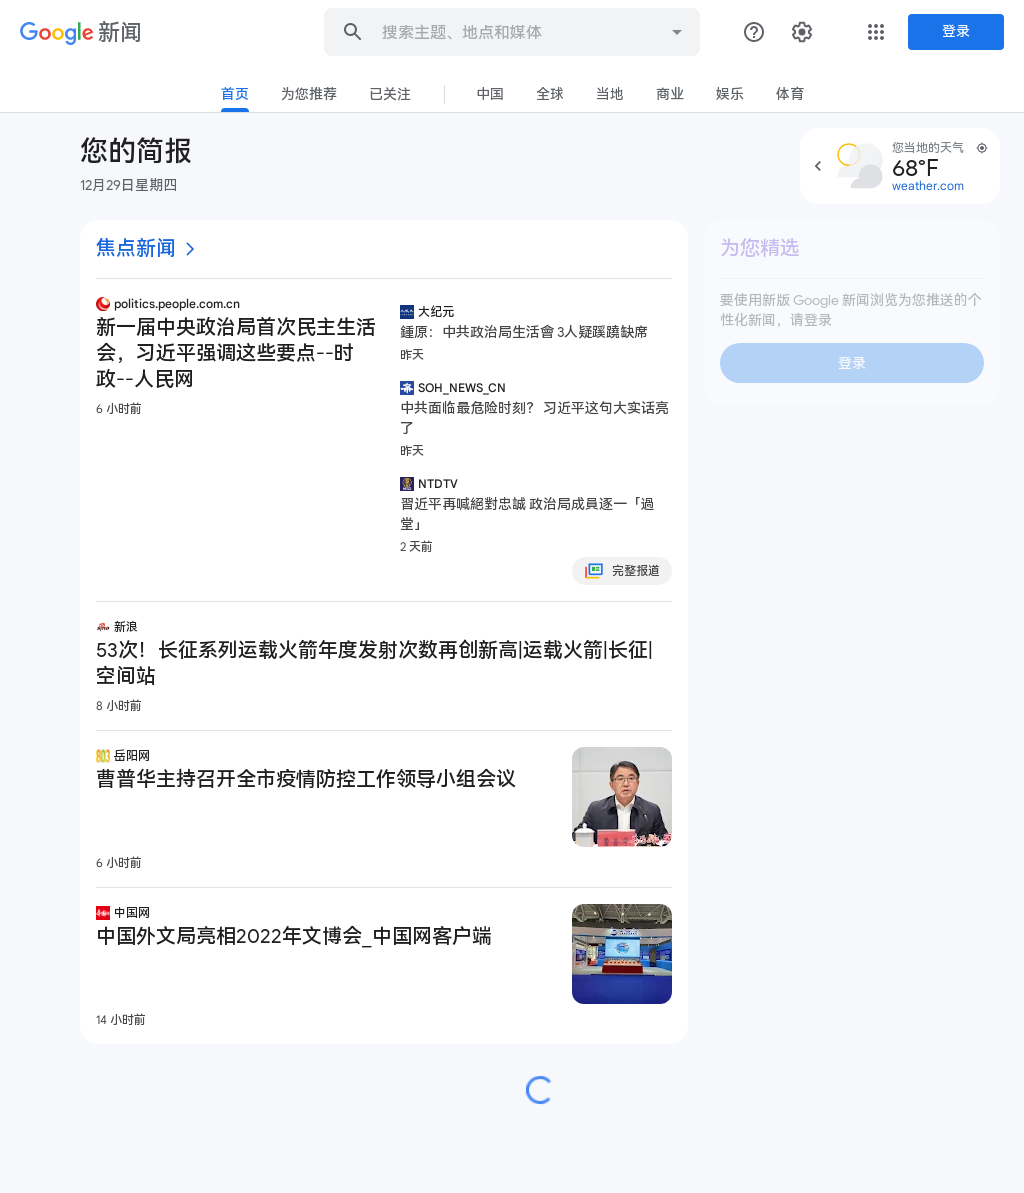 Google 新闻
搜索主题、地点和媒体
登录
首页
为您推荐
已关注
中国
全球
当地
商业
娱乐
体育
您的简报
12月29日星期四
您当地的天气
68°F
weather.com
焦点新闻
politics.people.com.cn
新一届中央政治局首次民主生活
会，习近平强调这些要点--时
政--人民网
6 小时前
大纪元
鍾原：中共政治局生活會 3人疑蹊蹺缺席
昨天
SOH_NEWS_CN
中共面临最危险时刻？ 习近平这句大实话亮
了
昨天
NTDTV
習近平再喊絕對忠誠 政治局成員逐一「過
堂」
2 天前
完整报道
新浪
53次！长征系列运载火箭年度发射次数再创新高|运载火箭|长征|
空间站
8 小时前
岳阳网
曹普华主持召开全市疫情防控工作领导小组会议
6 小时前
中国网
中国外文局亮相2022年文博会_中国网客户端
14 小时前
为您精选
要使用新版 Google 新闻浏览为您推送的个
性化新闻，请登录
登录